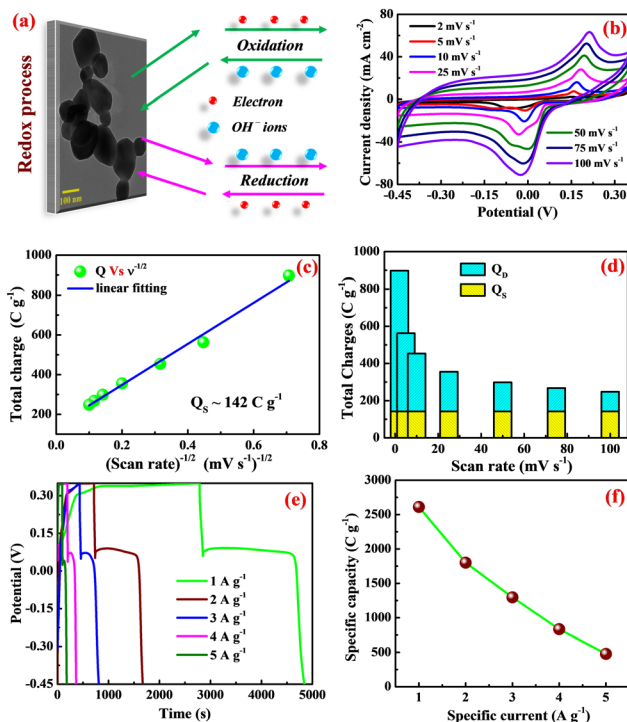 (a)
Redox process
100 nm
Oxidation
Electron
OH⁻ ions
Reduction
(b)
2 mV s⁻¹
5 mV s⁻¹
10 mV s⁻¹
25 mV s⁻¹
50 mV s⁻¹
75 mV s⁻¹
100 mV s⁻¹
Current density (mA cm⁻²)
80
40
0
-40
-80
-0.45 -0.30 -0.15 0.00 0.15 0.30
Potential (V)
(c)
Q Vs ν⁻¹/²
linear fitting
Q_S ~ 142 C g⁻¹
Total charge (C g⁻¹)
1000
800
600
400
200
0.0 0.2 0.4 0.6 0.8
(Scan rate)⁻¹/² (mV s⁻¹)⁻¹/²
(d)
Q_D
Q_S
Total Charges (C g⁻¹)
1000
800
600
400
200
0
0 20 40 60 80 100
Scan rate (mV s⁻¹)
(e)
1 A g⁻¹
2 A g⁻¹
3 A g⁻¹
4 A g⁻¹
5 A g⁻¹
Potential (V)
0.30
0.15
0.00
-0.15
-0.30
-0.45
0 1000 2000 3000 4000 5000
Time (s)
(f)
Specific capacity (C g⁻¹)
3000
2500
2000
1500
1000
500
0
1 2 3 4 5
Specific current (A g⁻¹)